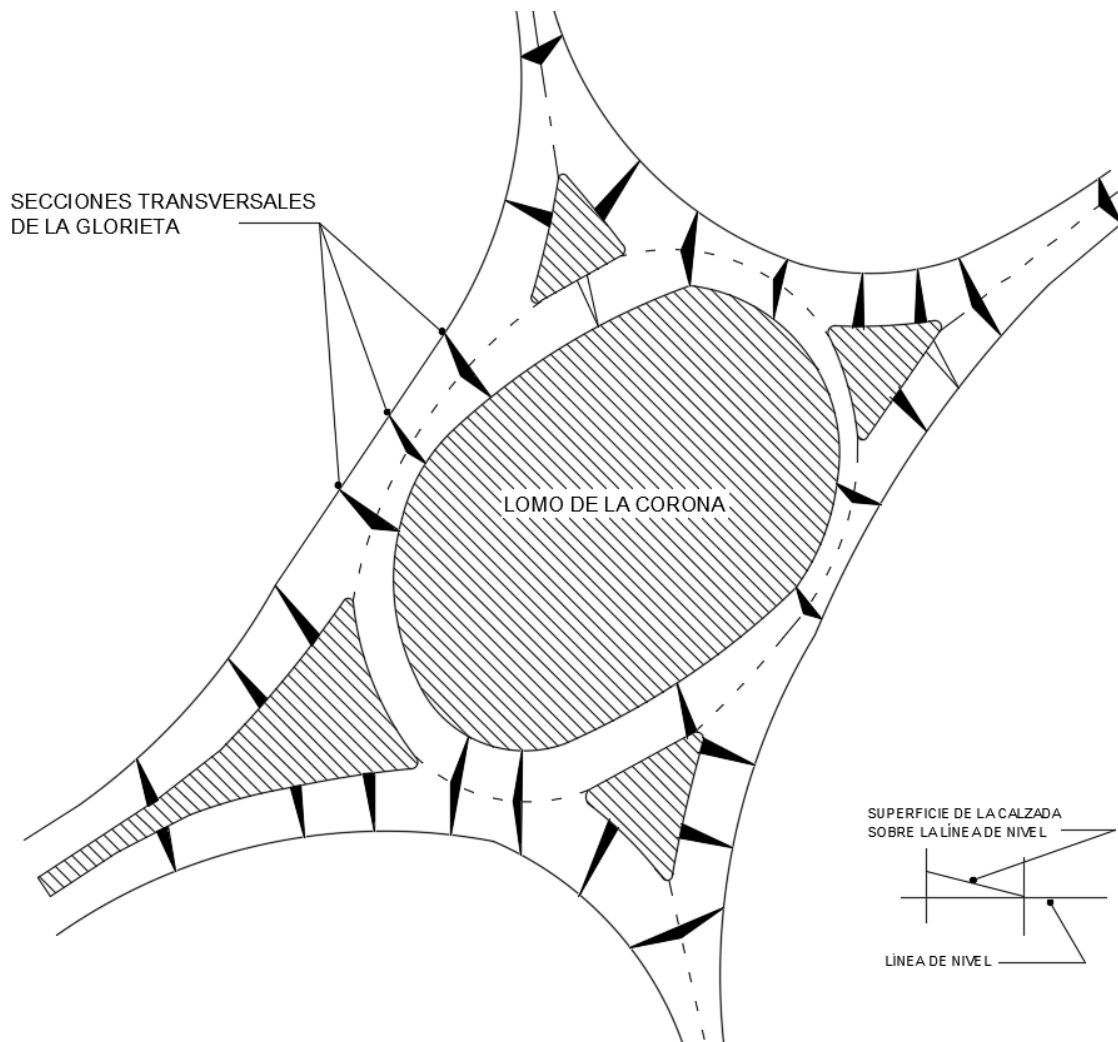 SECCIONES TRANSVERSALES
DE LA GLORIETA
LOMO DE LA CORONA
SUPERFICIE DE LA CALZADA
SOBRE LA LÍNEA DE NIVEL
LÍNEA DE NIVEL